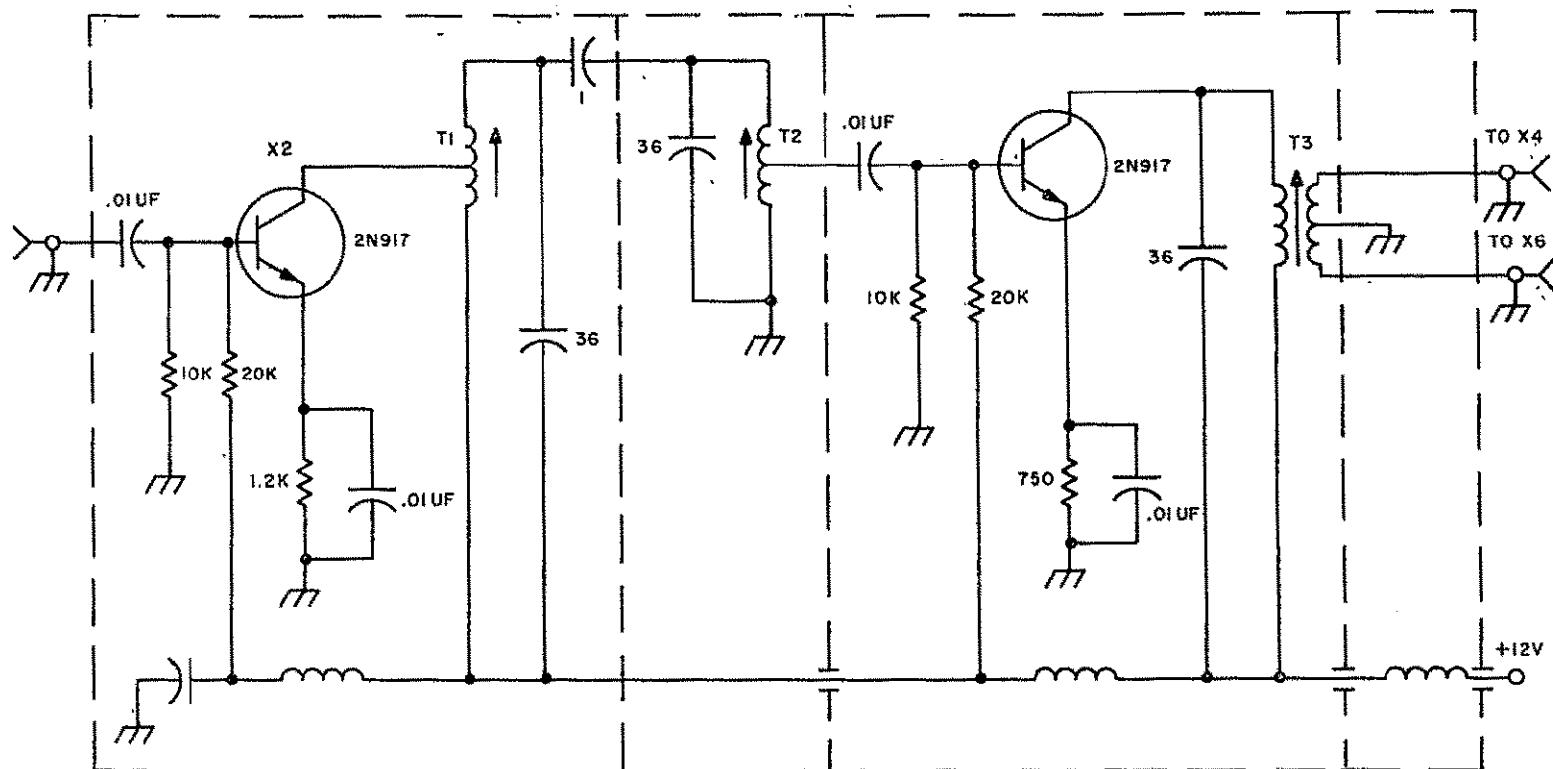 X2
T1
1
36
T2
.01UF
2N917
T3
TO X4
.01UF
2N917
36
TO X6
10K
20K
36
10K
20K
1.2K
.01UF
750
.01UF
+12V